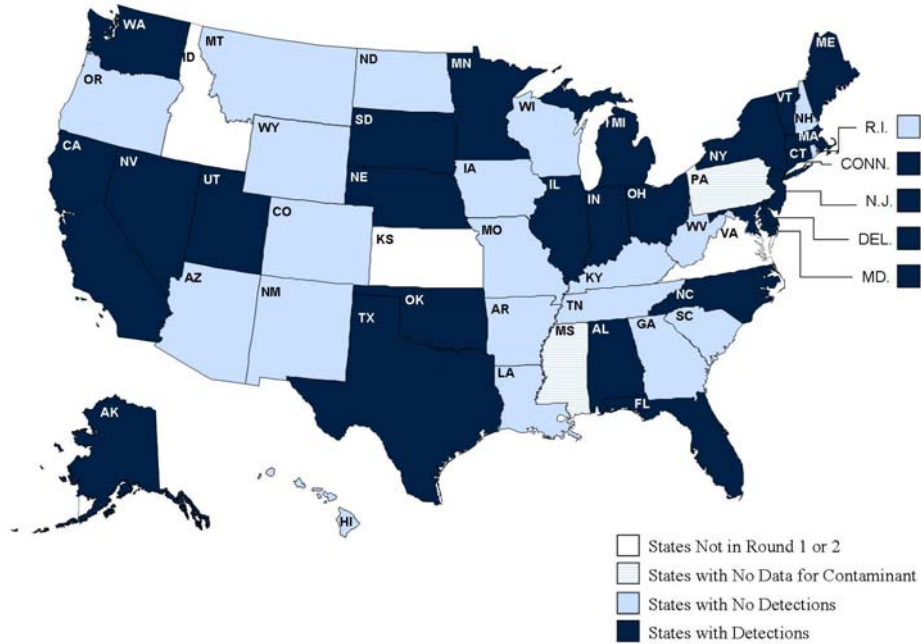 WA
ID
MT
ND
MN
ME
OR
WI
VT
NH
SD
MI
MA
R.I.
WY
NY
CT
CONN.
CA
NV
NE
IA
PA
N.J.
UT
IL
IN
OH
CO
MO
WV
VA
DEL.
KS
KY
MD.
AZ
NM
OK
TN
NC
TX
AR
SC
MS
AL
GA
LA
FL
AK
HI
States Not in Round 1 or 2
States with No Data for Contaminant
States with No Detections
States with Detections